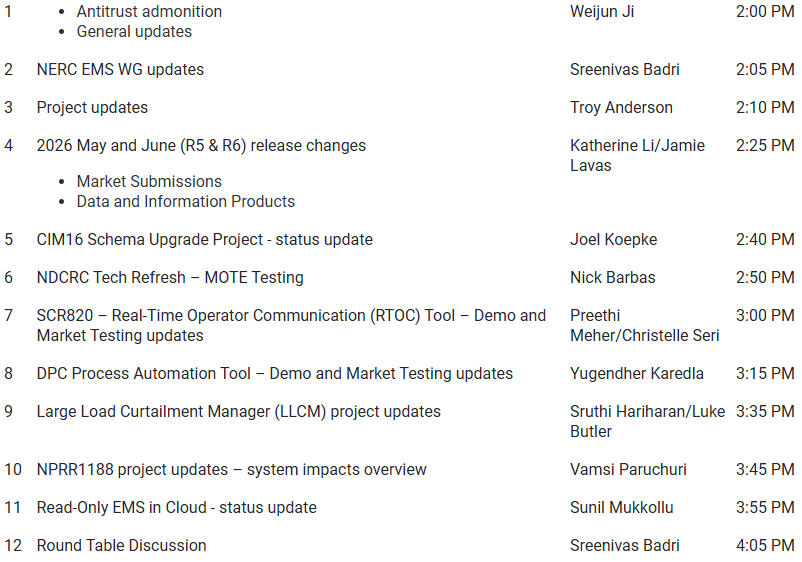 1 • Antitrust admonition Weijun Ji 2:00 PM
• General updates
2 NERC EMS WG updates Sreenivas Badri 2:05 PM
3 Project updates Troy Anderson 2:10 PM
4 2026 May and June (R5 & R6) release changes Katherine Li/Jamie 2:25 PM
Lavas
• Market Submissions
• Data and Information Products
5 CIM16 Schema Upgrade Project - status update Joel Koepke 2:40 PM
6 NDCRC Tech Refresh – MOTE Testing Nick Barbas 2:50 PM
7 SCR820 – Real-Time Operator Communication (RTOC) Tool – Demo and Preethi 3:00 PM
Market Testing updates Meher/Christelle Seri
8 DPC Process Automation Tool – Demo and Market Testing updates Yugendher Karedla 3:15 PM
9 Large Load Curtailment Manager (LLCM) project updates Sruthi Hariharan/Luke 3:35 PM
Butler
10 NPRR1188 project updates – system impacts overview Vamsi Paruchuri 3:45 PM
11 Read-Only EMS in Cloud - status update Sunil Mukkollu 3:55 PM
12 Round Table Discussion Sreenivas Badri 4:05 PM